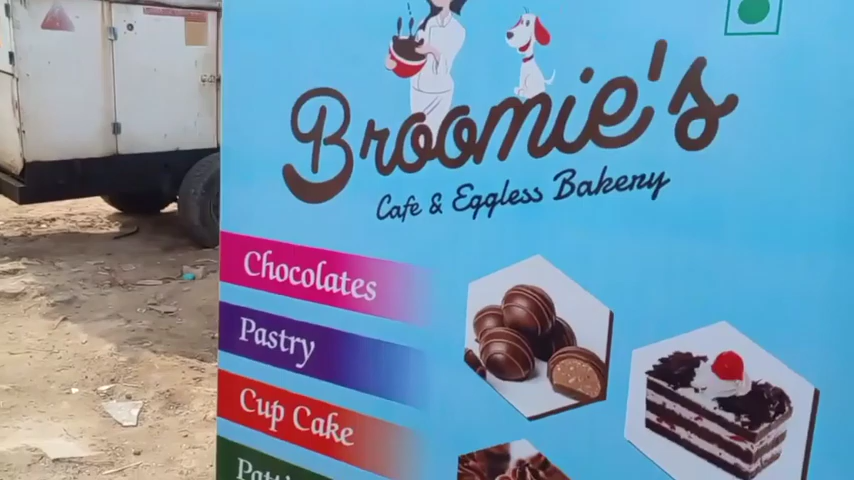 Broomie's
Cafe & Eggless Bakery
Chocolates
Pastry
Cup Cake